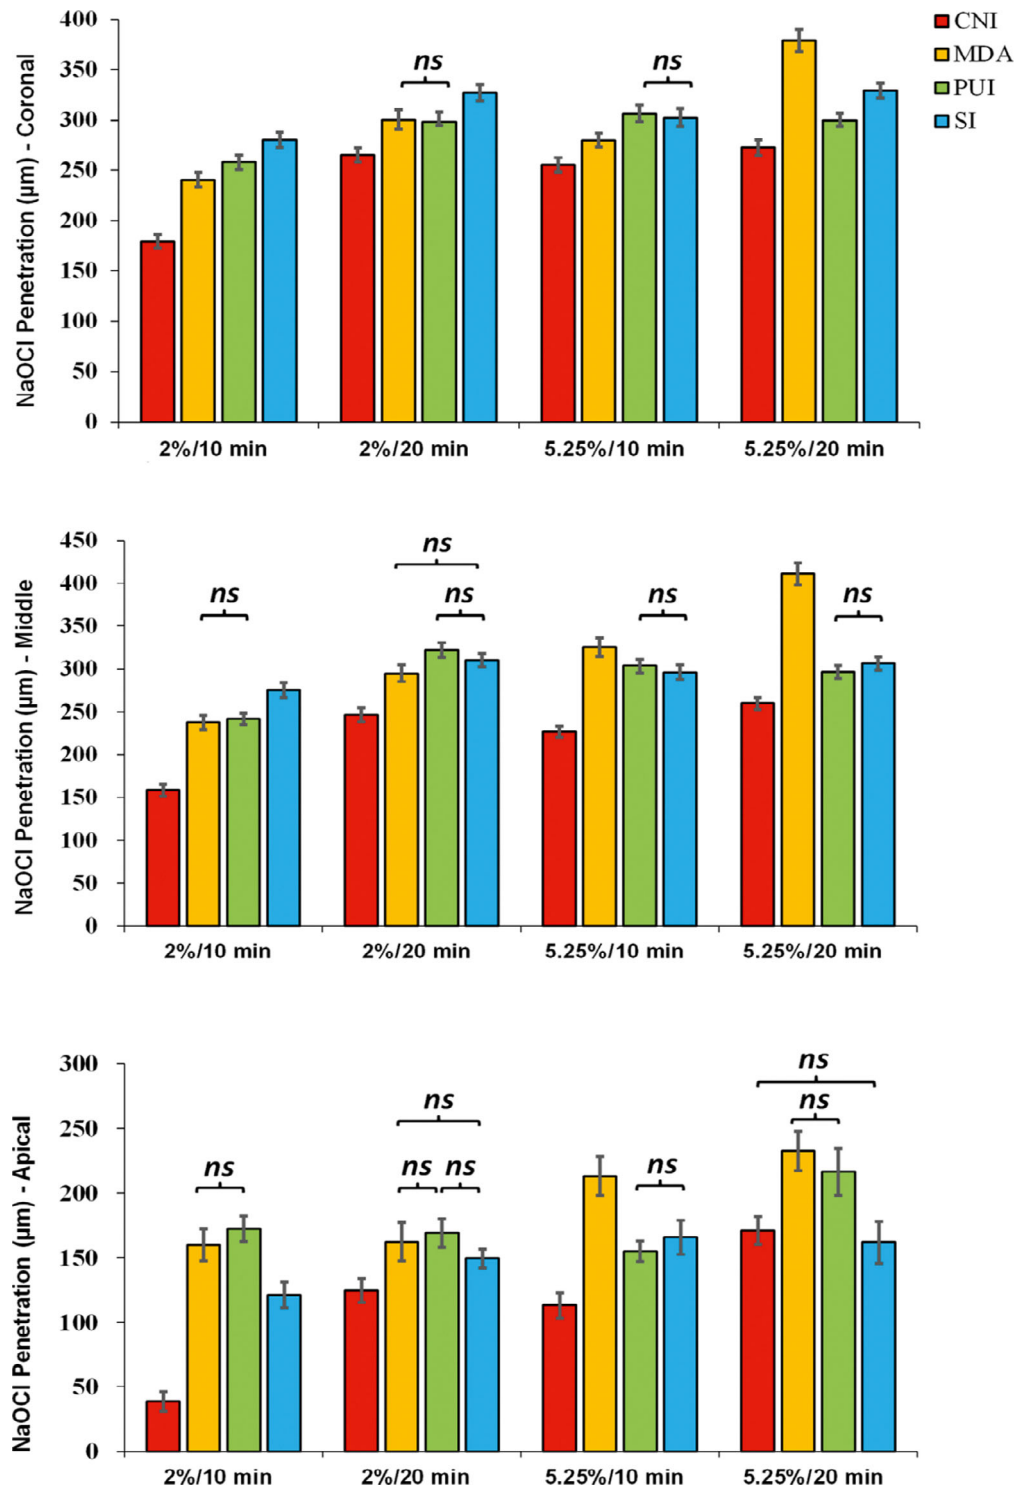 NaOCl Penetration (µm) - Coronal
400
350
300
250
200
150
100
50
0
ns
ns
2%/10 min
2%/20 min
5.25%/10 min
5.25%/20 min
CNI
MDA
PUI
SI
NaOCl Penetration (µm) - Middle
450
400
350
300
250
200
150
100
50
0
ns
ns
ns
ns
ns
2%/10 min
2%/20 min
5.25%/10 min
5.25%/20 min
NaOCl Penetration (µm) - Apical
300
250
200
150
100
50
0
ns
ns
ns
ns
ns
ns
ns
2%/10 min
2%/20 min
5.25%/10 min
5.25%/20 min